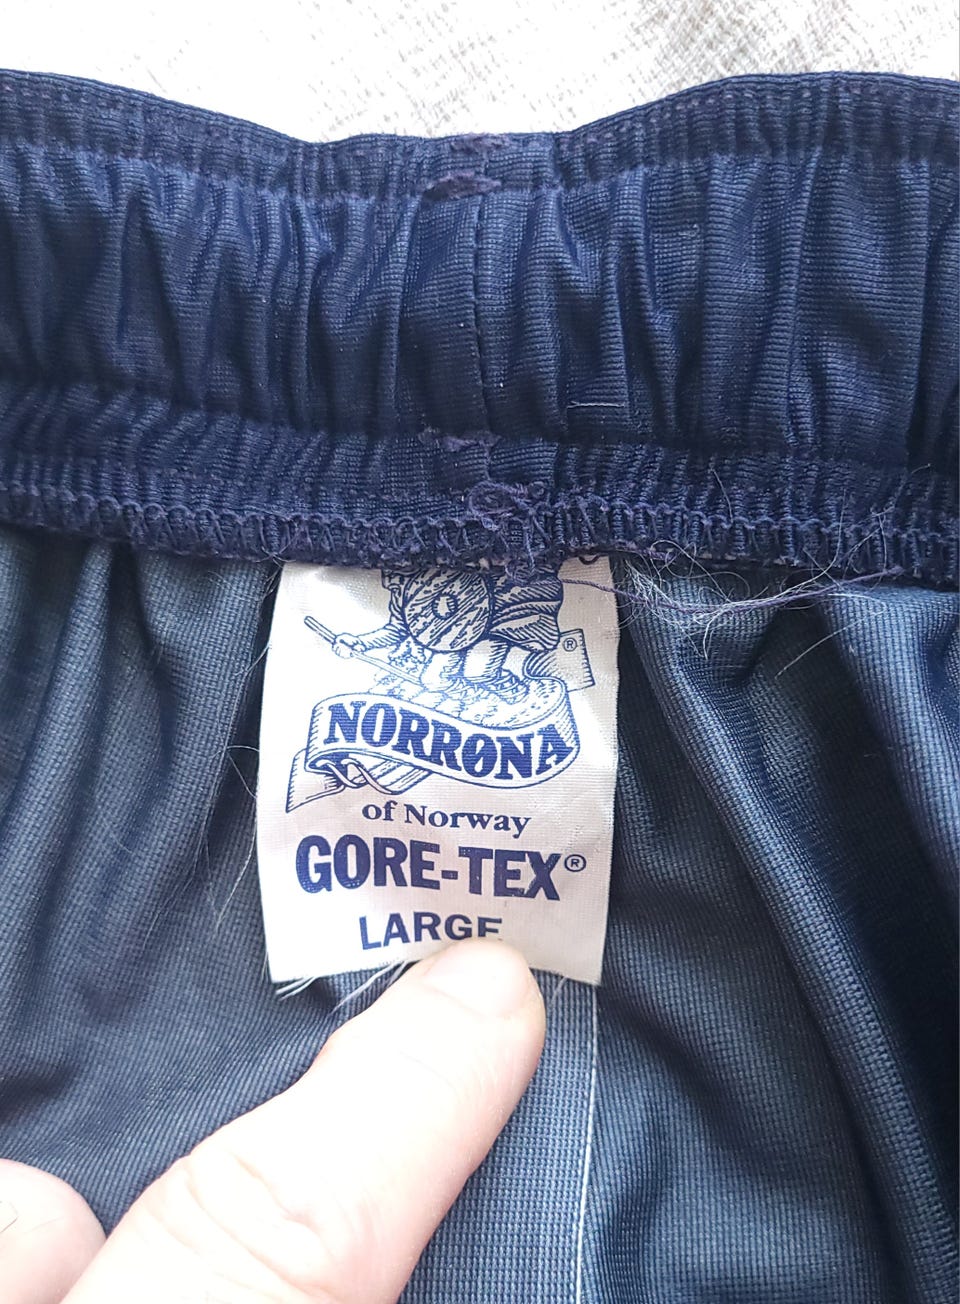 ®
NORRØNA
of Norway
GORE-TEX®
LARGE